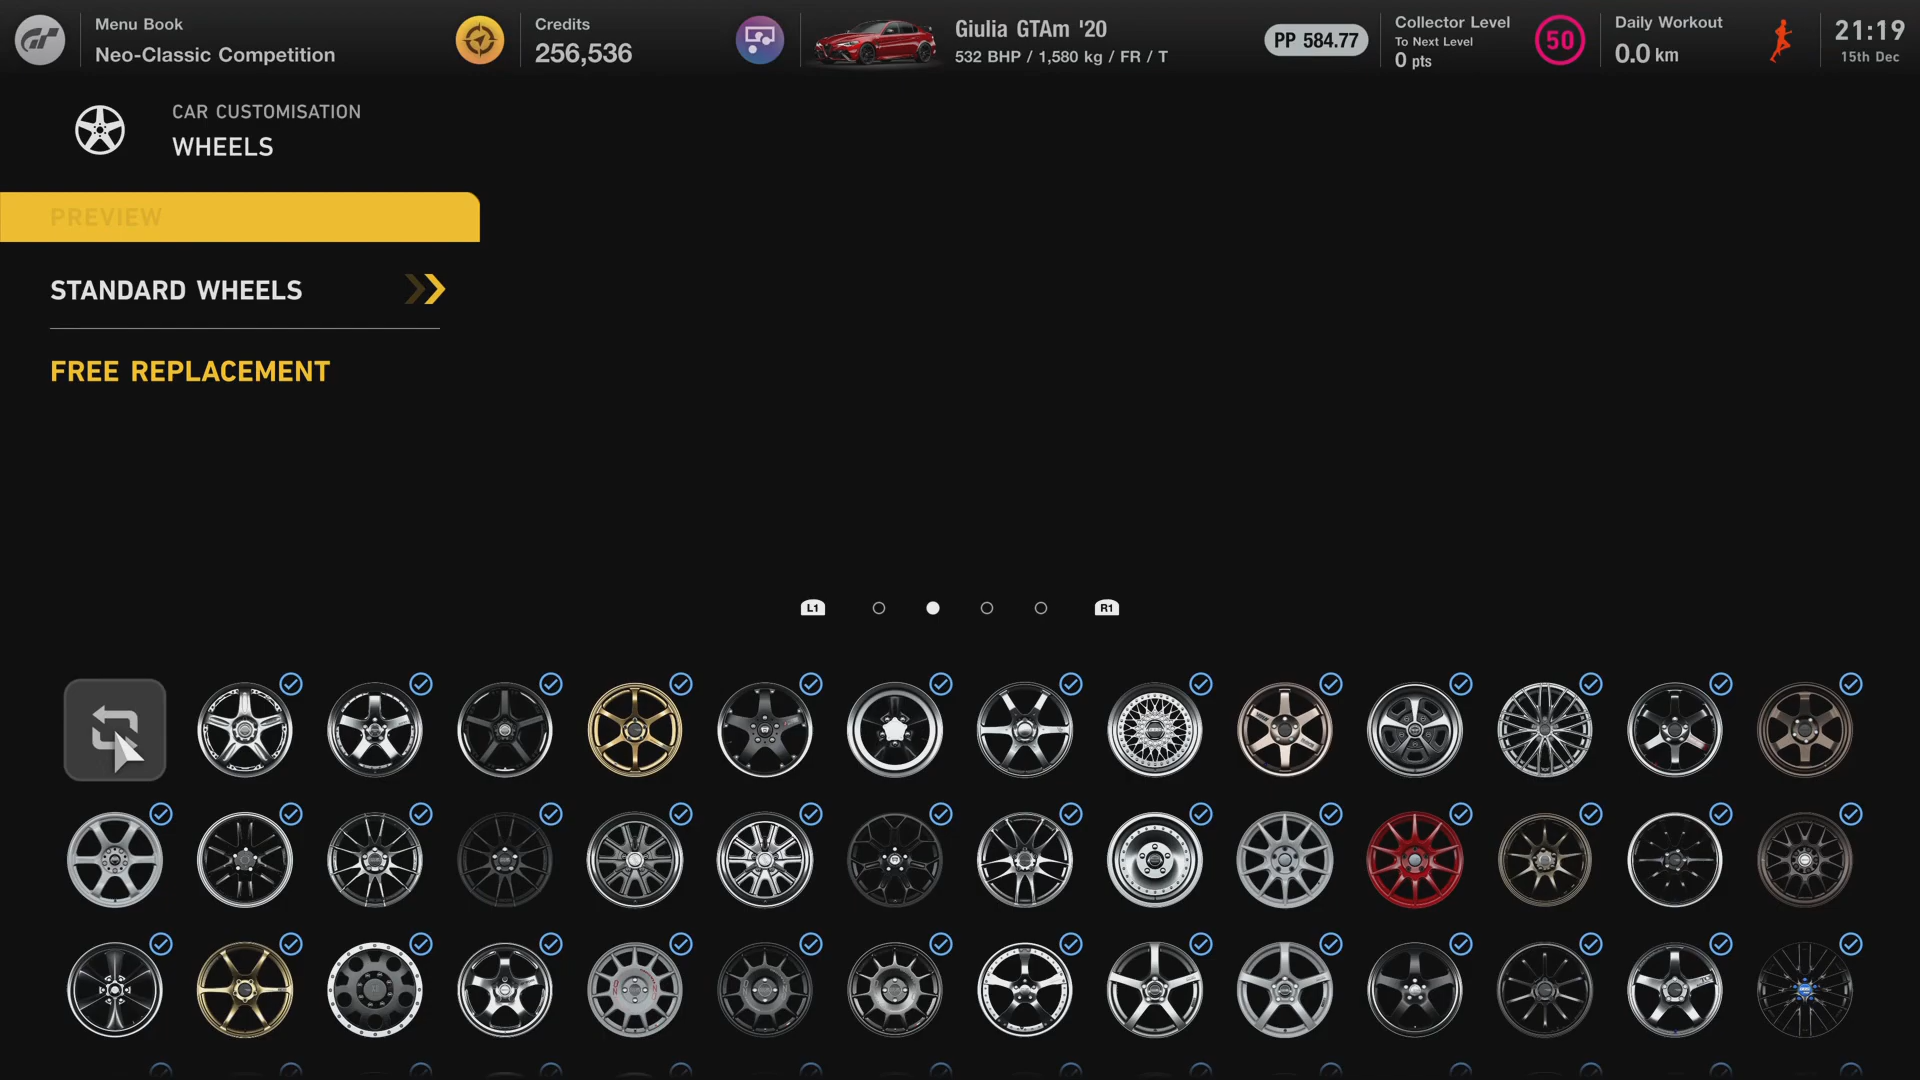 Menu Book
Neo-Classic Competition
Credits
256,536
Giulia GTAm '20
532 BHP / 1,580 kg / FR / T
PP 584.77
Collector Level
To Next Level
0 pts
50
Daily Workout
0.0 km
21:19
15th Dec
CAR CUSTOMISATION
WHEELS
PREVIEW
STANDARD WHEELS
FREE REPLACEMENT
L1
R1